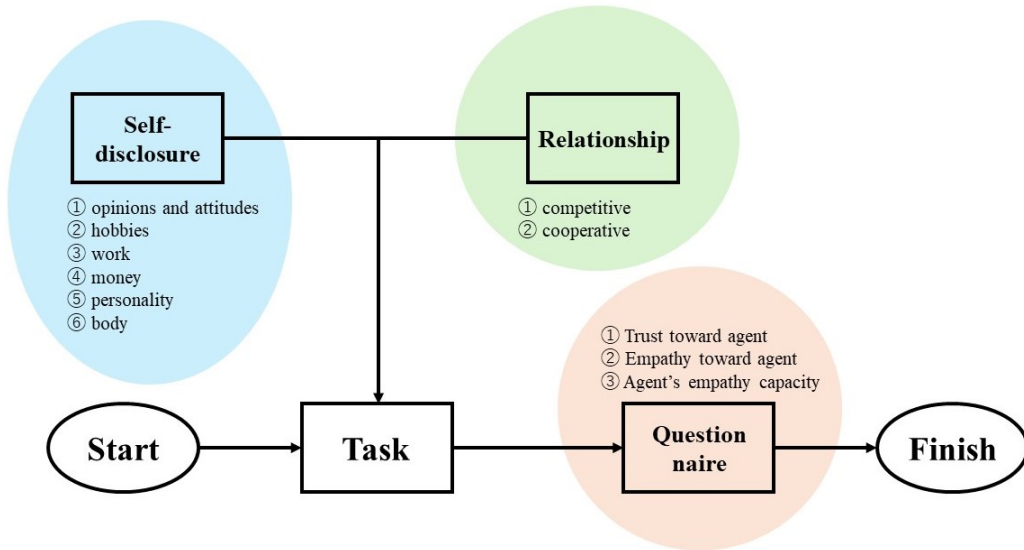 Self-
disclosure
① opinions and attitudes
② hobbies
③ work
④ money
⑤ personality
⑥ body
Relationship
① competitive
② cooperative
① Trust toward agent
② Empathy toward agent
③ Agent’s empathy capacity
Start
Task
Question
naire
Finish